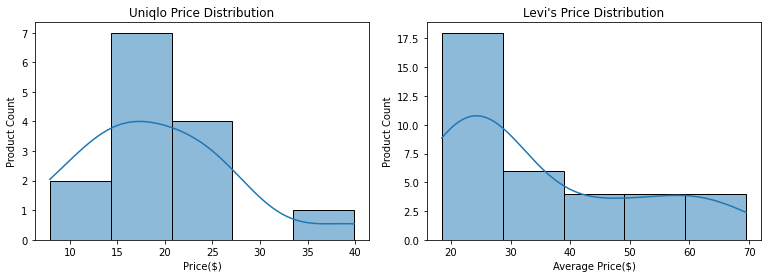 Uniqlo Price Distribution
7
6
5
4
3
2
1
0
Product Count
10 15 20 25 30 35 40
Price($)
Levi's Price Distribution
17.5
15.0
12.5
10.0
7.5
5.0
2.5
0.0
Product Count
20 30 40 50 60 70
Average Price($)